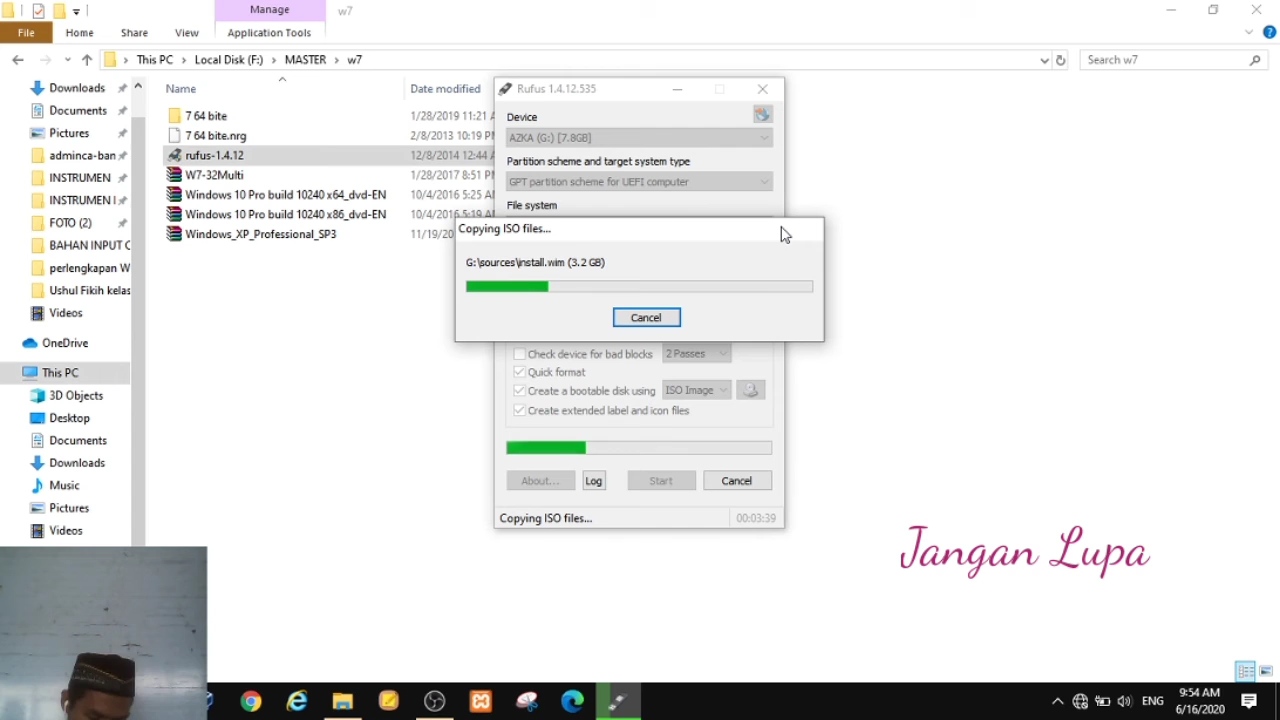 Manage
w7
File
Home
Share
View
Application Tools
This PC
Local Disk (F:)
MASTER
w7
Search w7
Downloads
Documents
Pictures
adminca-ban
INSTRUMEN
INSTRUMEN I
FOTO (2)
BAHAN INPUT C
perlengkapan W
Ushul Fikih kelas
Videos
OneDrive
This PC
3D Objects
Desktop
Documents
Downloads
Music
Pictures
Videos
Name
Date modified
7 64 bite
1/28/2019 11:21 A
7 64 bite.nrg
2/8/2013 10:19 P
rufus-1.4.12
12/8/2014 12:44
W7-32Multi
1/28/2017 8:51 P
Windows 10 Pro build 10240 x64_dvd-EN
10/4/2016 5:25 A
Windows 10 Pro build 10240 x86_dvd-EN
10/4/2016 5:19 A
Windows_XP_Professional_SP3
11/19/20
Rufus 1.4.12.535
Device
AZKA (G:) [7.8GB]
Partition scheme and target system type
GPT partition scheme for UEFI computer
File system
Copying ISO files...
G:\sources\install.wim (3.2 GB)
Cancel
Check device for bad blocks
2 Passes
Quick format
Create a bootable disk using
ISO Image
Create extended label and icon files
About...
Log
Start
Cancel
Copying ISO files...
00:03:39
Jangan Lupa
ENG
9:54 AM
6/16/2020